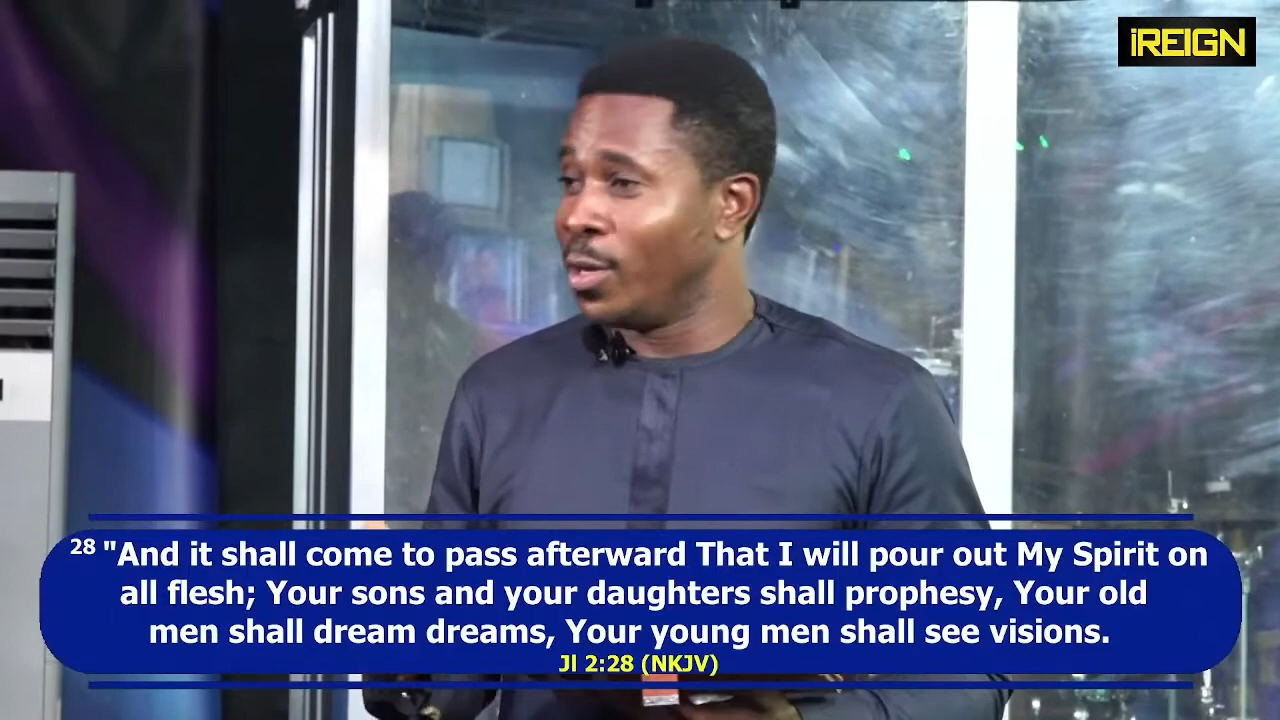 iREIGN
28 "And it shall come to pass afterward That I will pour out My Spirit on
all flesh; Your sons and your daughters shall prophesy, Your old
men shall dream dreams, Your young men shall see visions.
Jl 2:28 (NKJV)